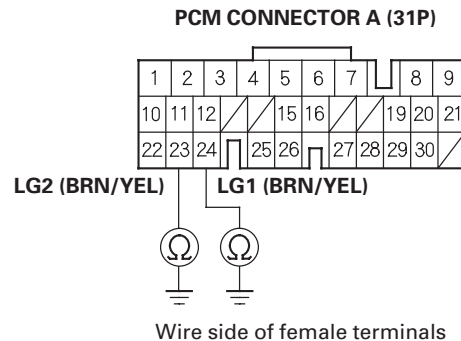 PCM CONNECTOR A (31P)
1 2 3 4 5 6 7 8 9
10 11 12 15 16 19 20 21
22 23 24 25 26 27 28 29 30
LG2 (BRN/YEL) LG1 (BRN/YEL)
Ω Ω
Wire side of female terminals